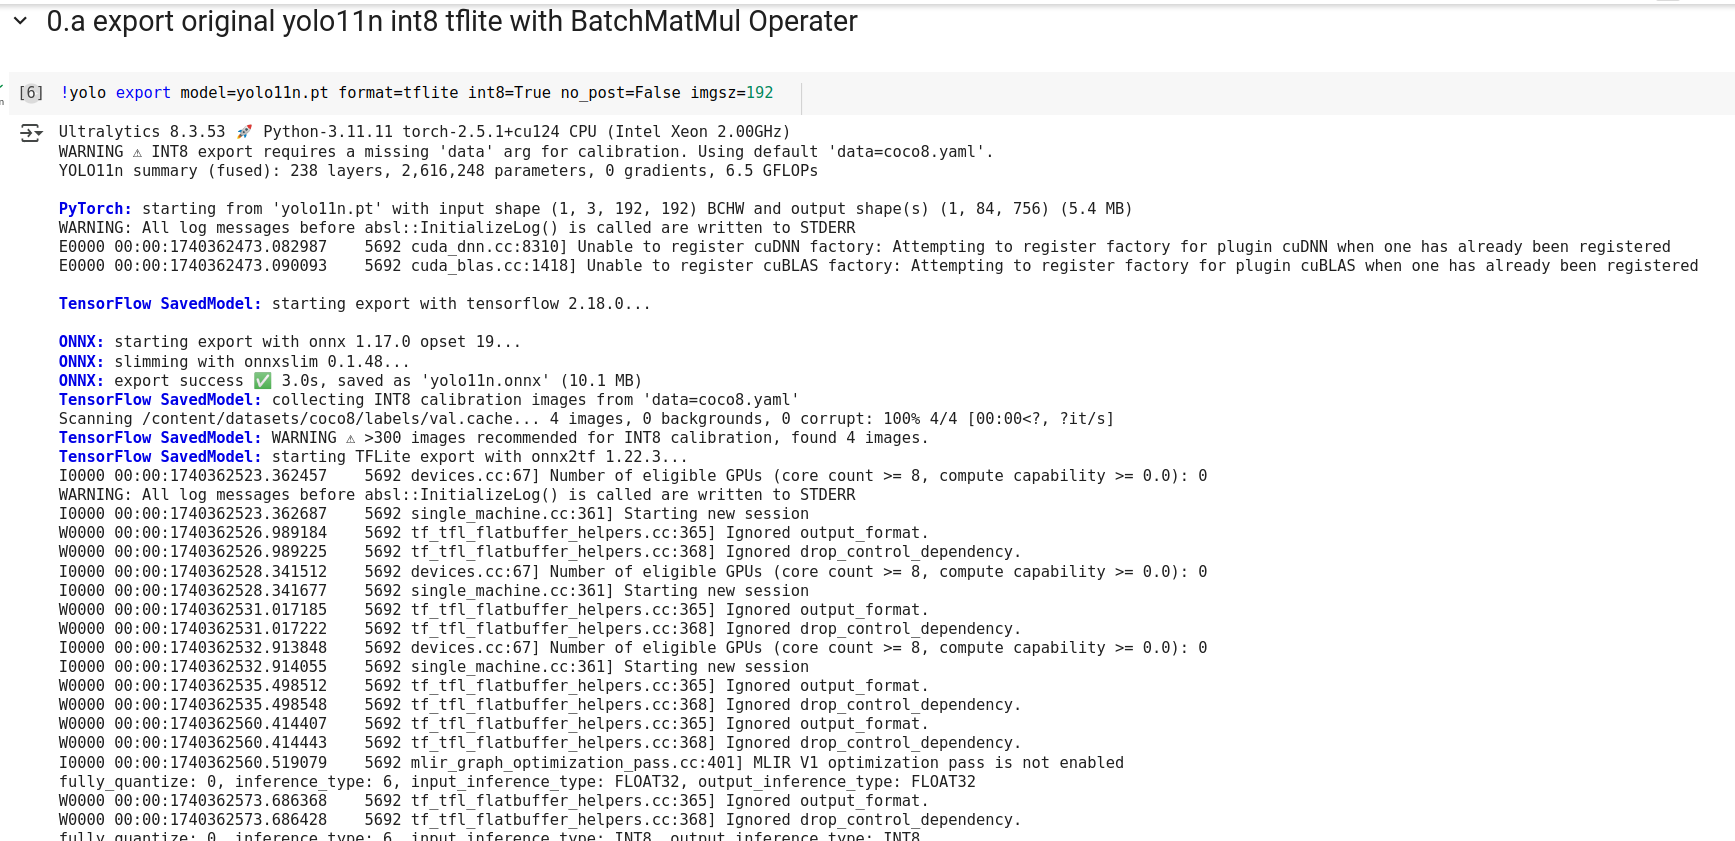 0.a export original yolo11n int8 tflite with BatchMatMul Operater
[6] !yolo export model=yolo11n.pt format=tflite int8=True no_post=False imgsz=192
Ultralytics 8.3.53 🚀 Python-3.11.11 torch-2.5.1+cu124 CPU (Intel Xeon 2.00GHz)
WARNING ⚠ INT8 export requires a missing 'data' arg for calibration. Using default 'data=coco8.yaml'.
YOLO11n summary (fused): 238 layers, 2,616,248 parameters, 0 gradients, 6.5 GFLOPs
PyTorch: starting from 'yolo11n.pt' with input shape (1, 3, 192, 192) BCHW and output shape(s) (1, 84, 756) (5.4 MB)
WARNING: All log messages before absl::InitializeLog() is called are written to STDERR
E0000 00:00:1740362473.082987    5692 cuda_dnn.cc:8310] Unable to register cuDNN factory: Attempting to register factory for plugin cuDNN when one has already been registered
E0000 00:00:1740362473.090093    5692 cuda_blas.cc:1418] Unable to register cuBLAS factory: Attempting to register factory for plugin cuBLAS when one has already been registered
TensorFlow SavedModel: starting export with tensorflow 2.18.0...
ONNX: starting export with onnx 1.17.0 opset 19...
ONNX: slimming with onnxslim 0.1.48...
ONNX: export success ✅ 3.0s, saved as 'yolo11n.onnx' (10.1 MB)
TensorFlow SavedModel: collecting INT8 calibration images from 'data=coco8.yaml'
Scanning /content/datasets/coco8/labels/val.cache... 4 images, 0 backgrounds, 0 corrupt: 100% 4/4 [00:00<?, ?it/s]
TensorFlow SavedModel: WARNING ⚠ >300 images recommended for INT8 calibration, found 4 images.
TensorFlow SavedModel: starting TFLite export with onnx2tf 1.22.3...
I0000 00:00:1740362523.362457    5692 devices.cc:67] Number of eligible GPUs (core count >= 8, compute capability >= 0.0): 0
WARNING: All log messages before absl::InitializeLog() is called are written to STDERR
I0000 00:00:1740362523.362687    5692 single_machine.cc:361] Starting new session
W0000 00:00:1740362526.989184    5692 tf_tfl_flatbuffer_helpers.cc:365] Ignored output_format.
W0000 00:00:1740362526.989225    5692 tf_tfl_flatbuffer_helpers.cc:368] Ignored drop_control_dependency.
I0000 00:00:1740362528.341512    5692 devices.cc:67] Number of eligible GPUs (core count >= 8, compute capability >= 0.0): 0
I0000 00:00:1740362528.341677    5692 single_machine.cc:361] Starting new session
W0000 00:00:1740362531.017185    5692 tf_tfl_flatbuffer_helpers.cc:365] Ignored output_format.
W0000 00:00:1740362531.017222    5692 tf_tfl_flatbuffer_helpers.cc:368] Ignored drop_control_dependency.
I0000 00:00:1740362532.913848    5692 devices.cc:67] Number of eligible GPUs (core count >= 8, compute capability >= 0.0): 0
I0000 00:00:1740362532.914055    5692 single_machine.cc:361] Starting new session
W0000 00:00:1740362535.498512    5692 tf_tfl_flatbuffer_helpers.cc:365] Ignored output_format.
W0000 00:00:1740362535.498548    5692 tf_tfl_flatbuffer_helpers.cc:368] Ignored drop_control_dependency.
W0000 00:00:1740362560.414407    5692 tf_tfl_flatbuffer_helpers.cc:365] Ignored output_format.
W0000 00:00:1740362560.414443    5692 tf_tfl_flatbuffer_helpers.cc:368] Ignored drop_control_dependency.
I0000 00:00:1740362560.519079    5692 mlir_graph_optimization_pass.cc:401] MLIR V1 optimization pass is not enabled
fully_quantize: 0, inference_type: 6, input_inference_type: FLOAT32, output_inference_type: FLOAT32
W0000 00:00:1740362573.686368    5692 tf_tfl_flatbuffer_helpers.cc:365] Ignored output_format.
W0000 00:00:1740362573.686428    5692 tf_tfl_flatbuffer_helpers.cc:368] Ignored drop_control_dependency.
fully_quantize: 0, inference_type: 6, input_inference_type: INT8, output_inference_type: INT8